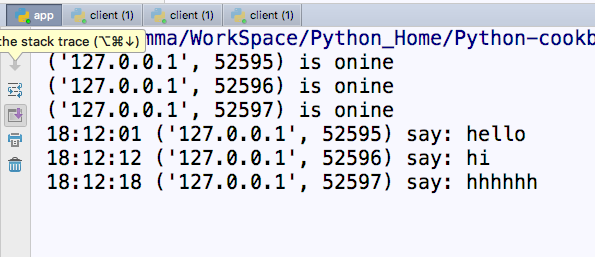 app client (1) client (1) client (1)
the stack trace (⌥⌘↓) mma/WorkSpace/Python_Home/Python-cookb
('127.0.0.1', 52595) is onine
('127.0.0.1', 52596) is onine
('127.0.0.1', 52597) is onine
18:12:01 ('127.0.0.1', 52595) say: hello
18:12:12 ('127.0.0.1', 52596) say: hi
18:12:18 ('127.0.0.1', 52597) say: hhhhhh